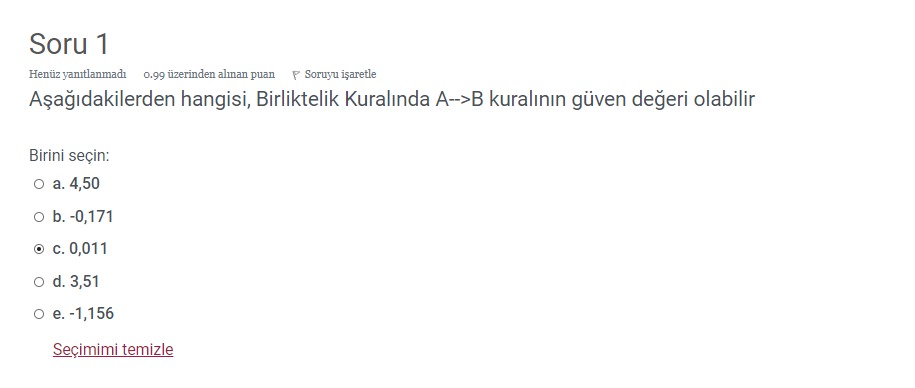 Soru 1
Henüz yanıtlanmadı 0.99 üzerinden alınan puan Soruyu işaretle
Aşağıdakilerden hangisi, Birliktelik Kuralında A-->B kuralının güven değeri olabilir
Birini seçin:
a. 4,50
b. -0,171
c. 0,011
d. 3,51
e. -1,156
Seçimimi temizle